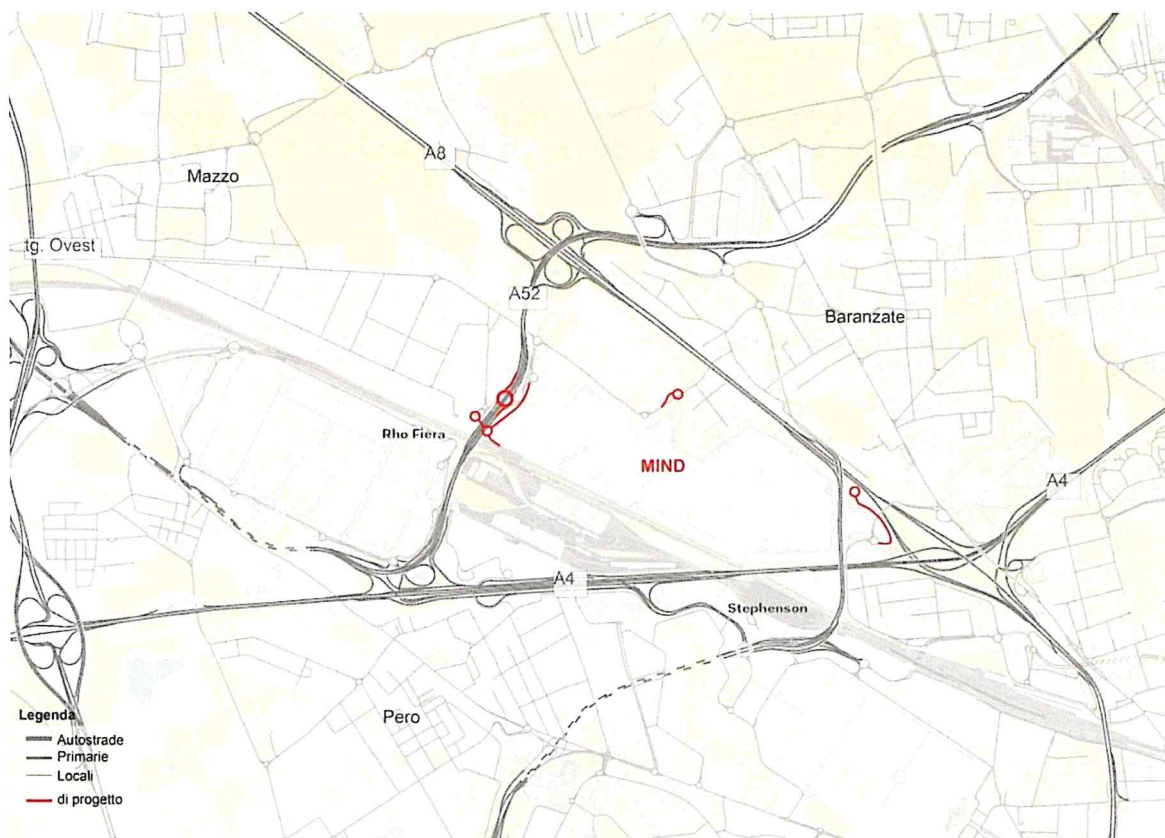 A8
Mazzo
tg. Ovest
A52
Baranzate
Rho Fiera
MIND
A4
A4
Stephenson
Pero
Legenda
Autostrade
Primarie
Locali
di progetto